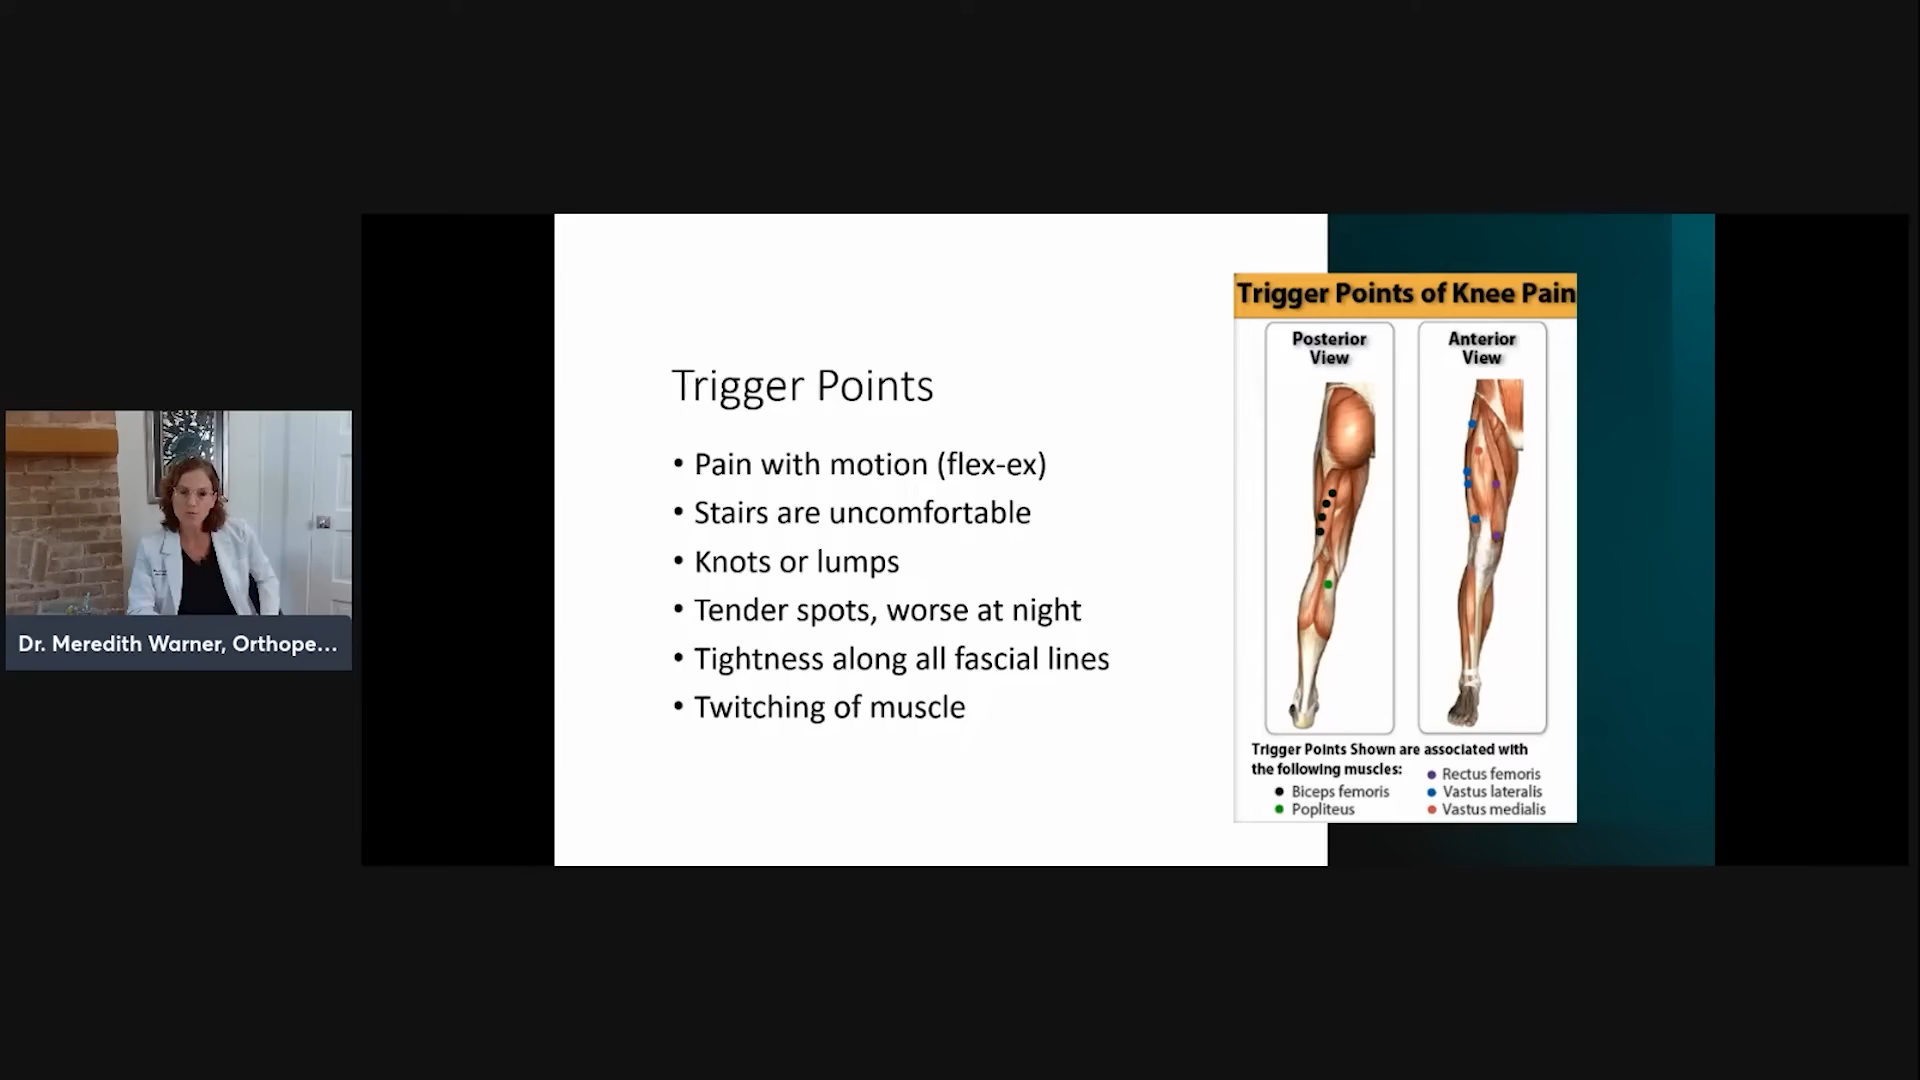 Dr. Meredith Warner, Orthope...
Trigger Points
• Pain with motion (flex-ex)
• Stairs are uncomfortable
• Knots or lumps
• Tender spots, worse at night
• Tightness along all fascial lines
• Twitching of muscle
Trigger Points of Knee Pain
Posterior
View
Anterior
View
Trigger Points Shown are associated with
the following muscles:
Biceps femoris
Popliteus
Rectus femoris
Vastus lateralis
Vastus medialis